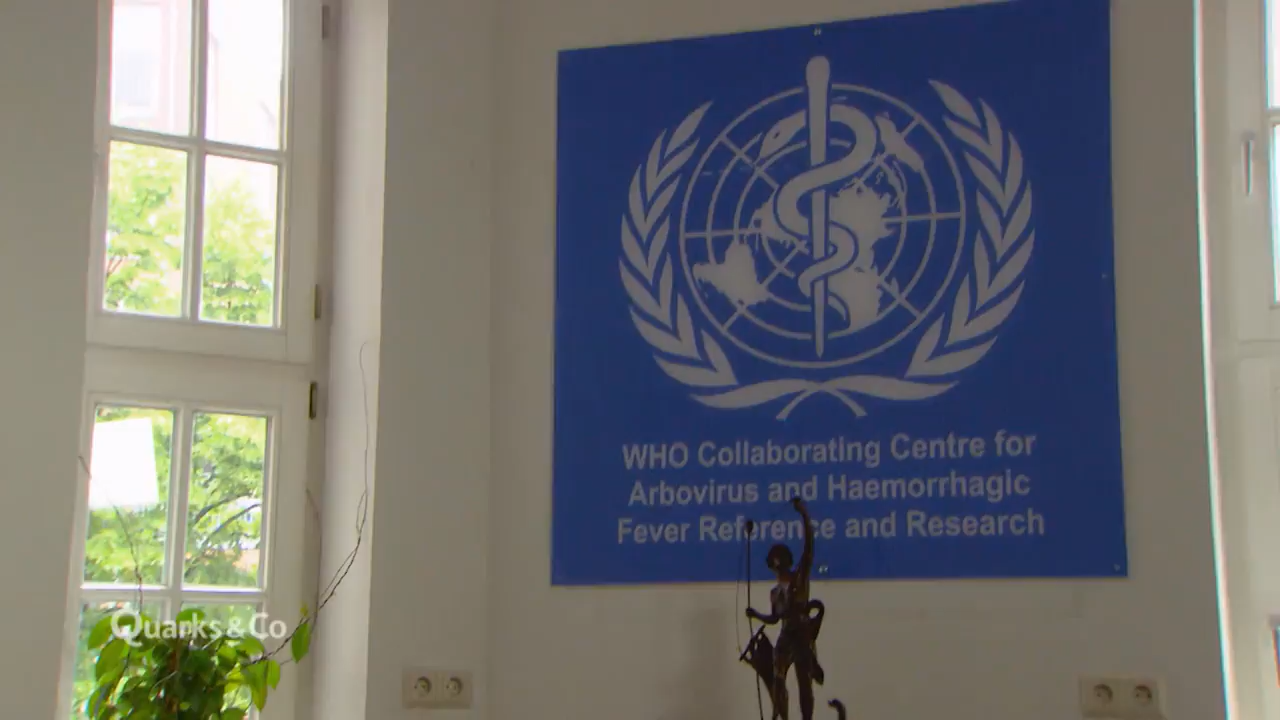 WHO Collaborating Centre for
Arbovirus and Haemorrhagic
Fever Reference and Research
Quarks & Co